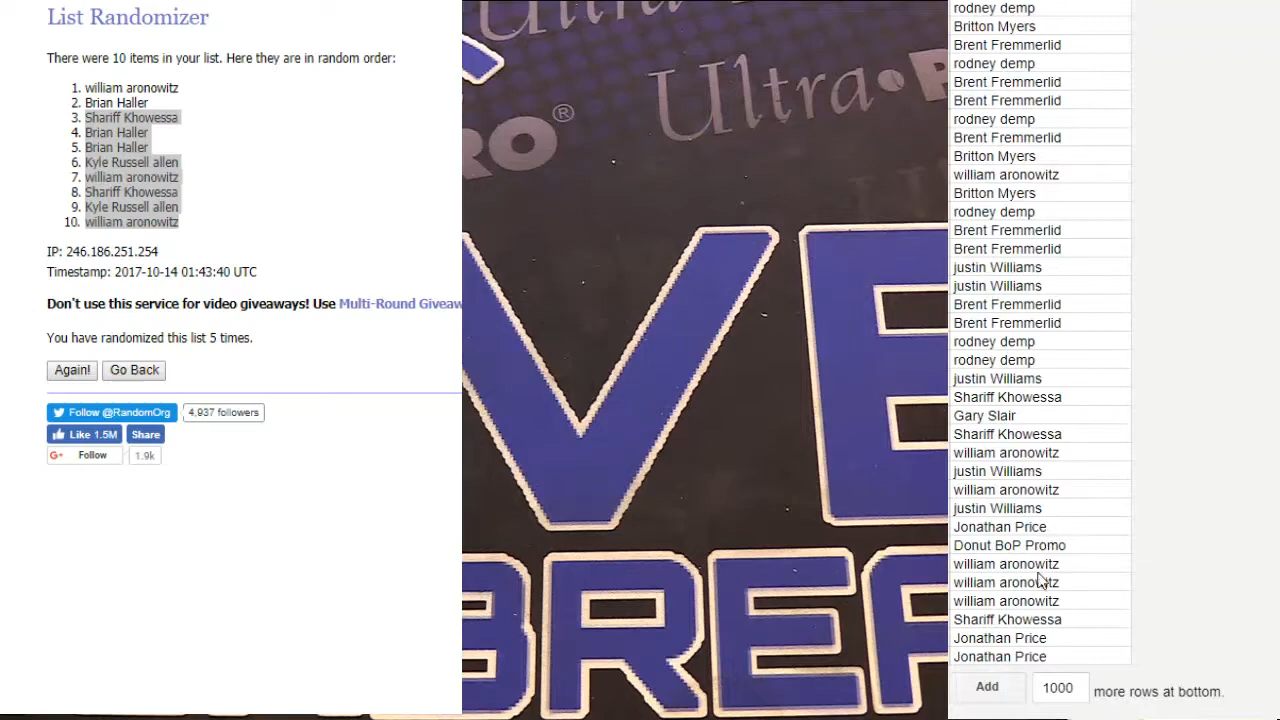 List Randomizer
There were 10 items in your list. Here they are in random order:
1. william aronowitz
2. Brian Haller
3. Shariff Khowessa
4. Brian Haller
5. Brian Haller
6. Kyle Russell allen
7. william aronowitz
8. Shariff Khowessa
9. Kyle Russell allen
10. william aronowitz
IP: 246.186.251.254
Timestamp: 2017-10-14 01:43:40 UTC
Don't use this service for video giveaways! Use Multi-Round Giveaw
You have randomized this list 5 times.
Again! Go Back
Follow @RandomOrg 4,937 followers
Like 1.5M Share
G+ Follow 1.9k
Ultra
Ultra
RO®
VE
BREA
rodney demp
Britton Myers
Brent Fremmerlid
rodney demp
Brent Fremmerlid
Brent Fremmerlid
rodney demp
Brent Fremmerlid
Britton Myers
william aronowitz
Britton Myers
rodney demp
Brent Fremmerlid
Brent Fremmerlid
justin Williams
justin Williams
Brent Fremmerlid
Brent Fremmerlid
rodney demp
rodney demp
justin Williams
Shariff Khowessa
Gary Slair
Shariff Khowessa
william aronowitz
justin Williams
william aronowitz
justin Williams
Jonathan Price
Donut BoP Promo
william aronowitz
william aronowitz
william aronowitz
Shariff Khowessa
Jonathan Price
Jonathan Price
Add 1000 more rows at bottom.